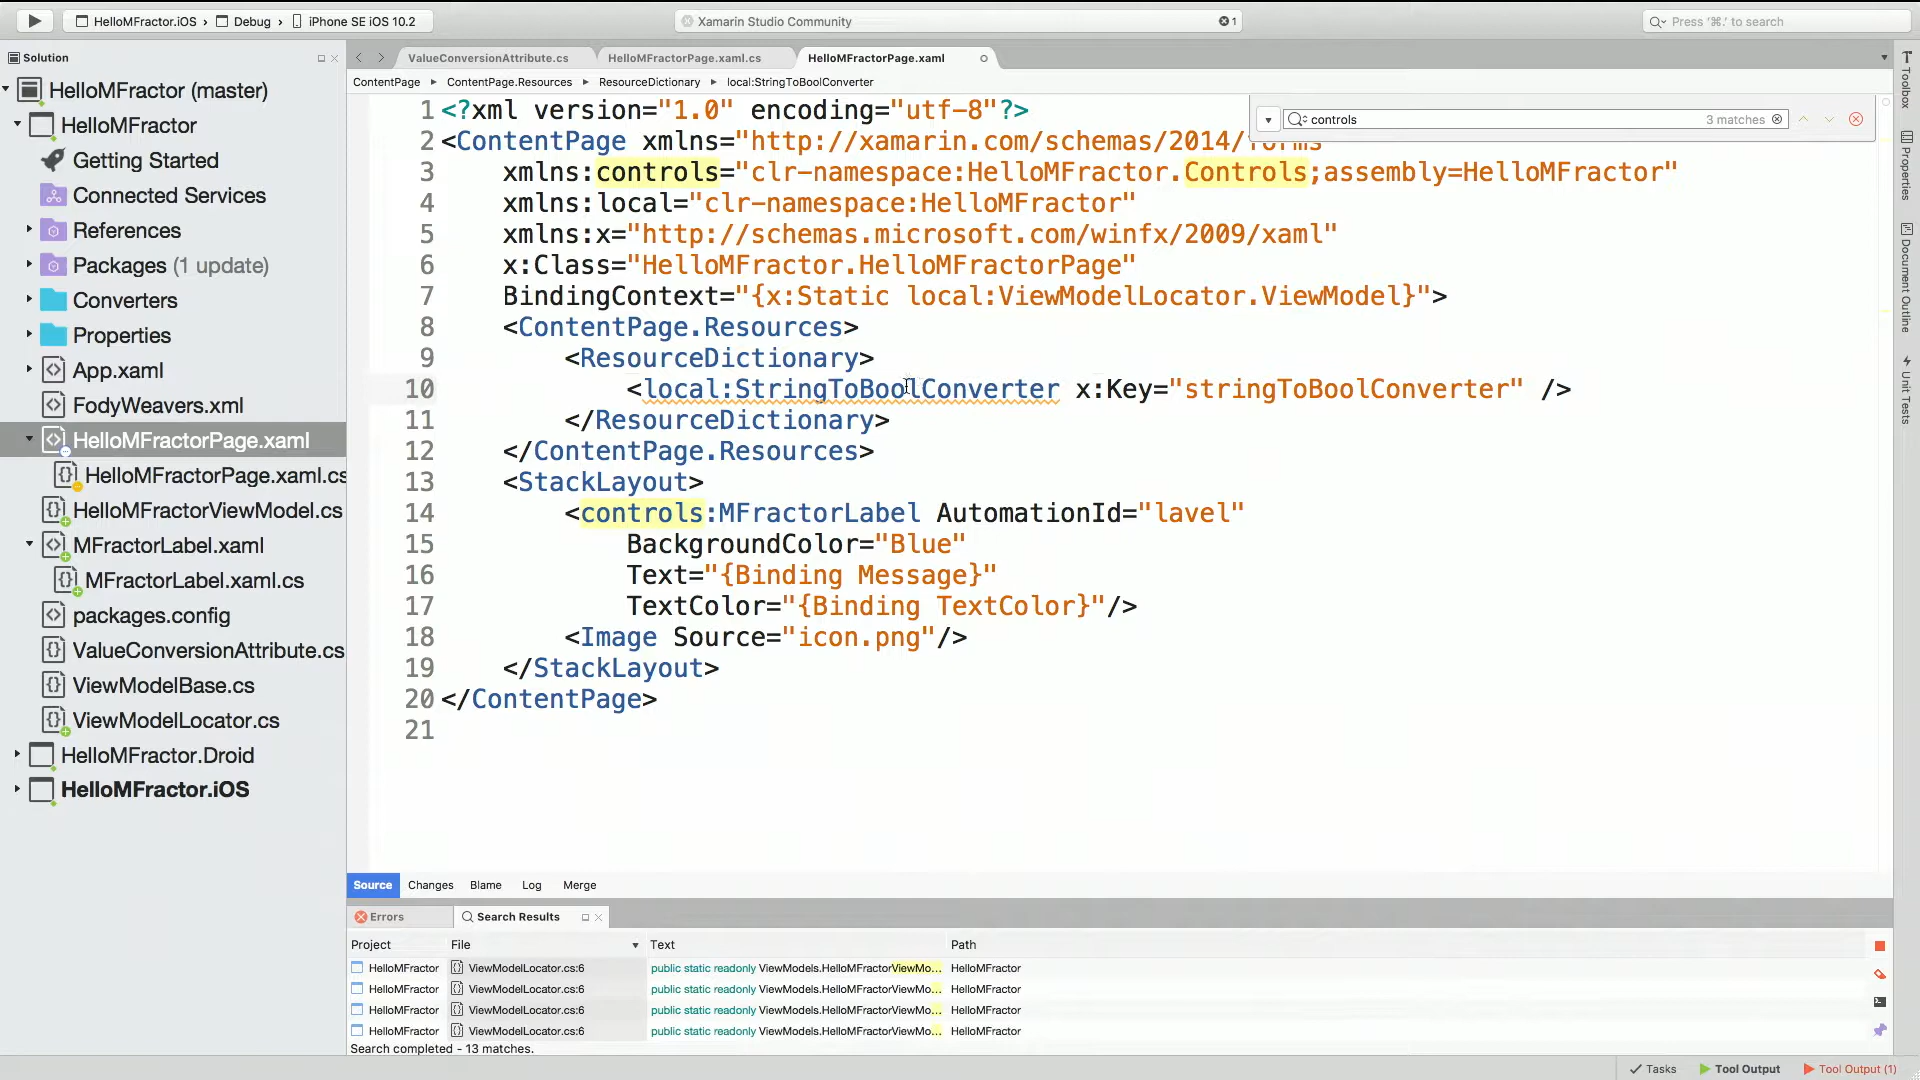 HelloMFractor.iOS › Debug › iPhone SE iOS 10.2
Xamarin Studio Community
1
Press '⌘.' to search
Solution
ValueConversionAttribute.cs
HelloMFractorPage.xaml.cs
HelloMFractorPage.xaml
ContentPage ▸ ContentPage.Resources ▸ ResourceDictionary ▸ local:StringToBoolConverter
controls
3 matches
HelloMFractor (master)
HelloMFractor
Getting Started
Connected Services
References
Packages (1 update)
Converters
Properties
App.xaml
FodyWeavers.xml
HelloMFractorPage.xaml
HelloMFractorPage.xaml.cs
HelloMFractorViewModel.cs
MFractorLabel.xaml
MFractorLabel.xaml.cs
packages.config
ValueConversionAttribute.cs
ViewModelBase.cs
ViewModelLocator.cs
HelloMFractor.Droid
HelloMFractor.iOS
1 <?xml version="1.0" encoding="utf-8"?>
2 <ContentPage xmlns="http://xamarin.com/schemas/2014/forms"
3 xmlns:controls="clr-namespace:HelloMFractor.Controls;assembly=HelloMFractor"
4 xmlns:local="clr-namespace:HelloMFractor"
5 xmlns:x="http://schemas.microsoft.com/winfx/2009/xaml"
6 x:Class="HelloMFractor.HelloMFractorPage"
7 BindingContext="{x:Static local:ViewModelLocator.ViewModel}">
8 <ContentPage.Resources>
9 <ResourceDictionary>
10 <local:StringToBoolConverter x:Key="stringToBoolConverter" />
11 </ResourceDictionary>
12 </ContentPage.Resources>
13 <StackLayout>
14 <controls:MFractorLabel AutomationId="lavel"
15 BackgroundColor="Blue"
16 Text="{Binding Message}"
17 TextColor="{Binding TextColor}"/>
18 <Image Source="icon.png"/>
19 </StackLayout>
20 </ContentPage>
21
Toolbox
Properties
Document Outline
Unit Tests
Source Changes Blame Log Merge
Errors
Search Results
Project File Text Path
HelloMFractor ViewModelLocator.cs:6 public static readonly ViewModels.HelloMFractorViewMo... HelloMFractor
HelloMFractor ViewModelLocator.cs:6 public static readonly ViewModels.HelloMFractorViewMo... HelloMFractor
HelloMFractor ViewModelLocator.cs:6 public static readonly ViewModels.HelloMFractorViewMo... HelloMFractor
HelloMFractor ViewModelLocator.cs:6 public static readonly ViewModels.HelloMFractorViewMo... HelloMFractor
Search completed - 13 matches.
Tasks
Tool Output
Tool Output (1)